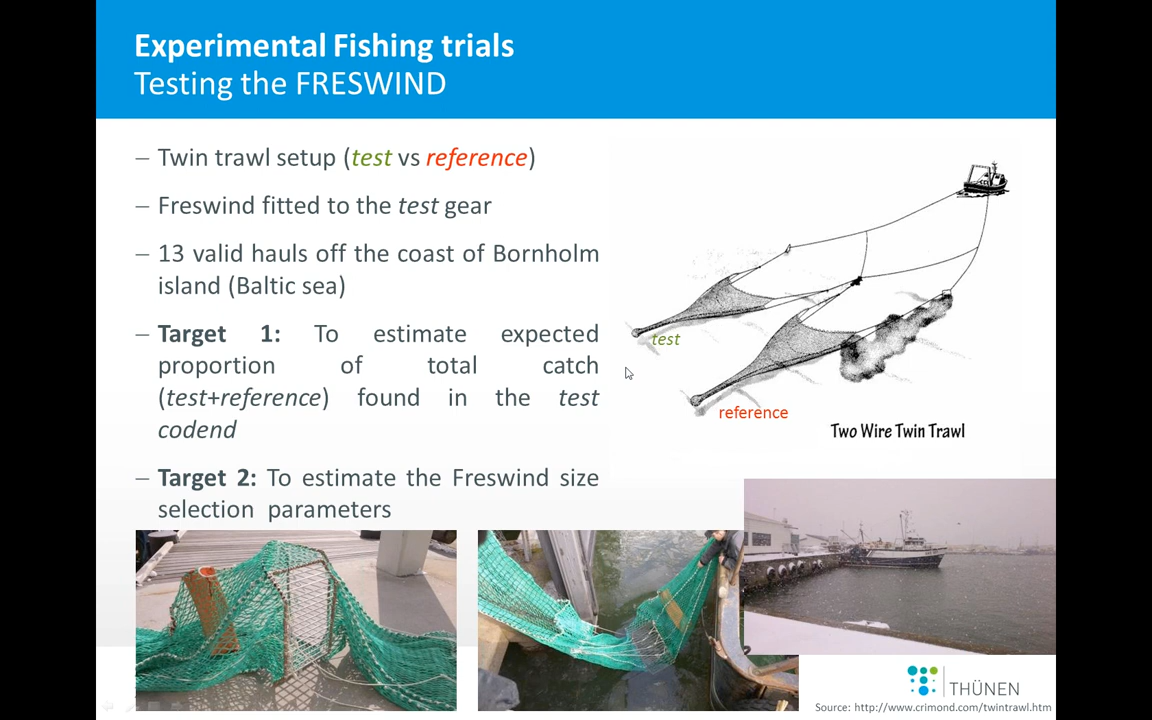 Experimental Fishing trials
Testing the FRESWIND
– Twin trawl setup (test vs reference)
– Freswind fitted to the test gear
– 13 valid hauls off the coast of Bornholm
island (Baltic sea)
– Target 1: To estimate expected
proportion of total catch
(test+reference) found in the test
codend
– Target 2: To estimate the Freswind size
selection parameters
test
reference
Two Wire Twin Trawl
THÜNEN
Source: http://www.crimond.com/twintrawl.htm